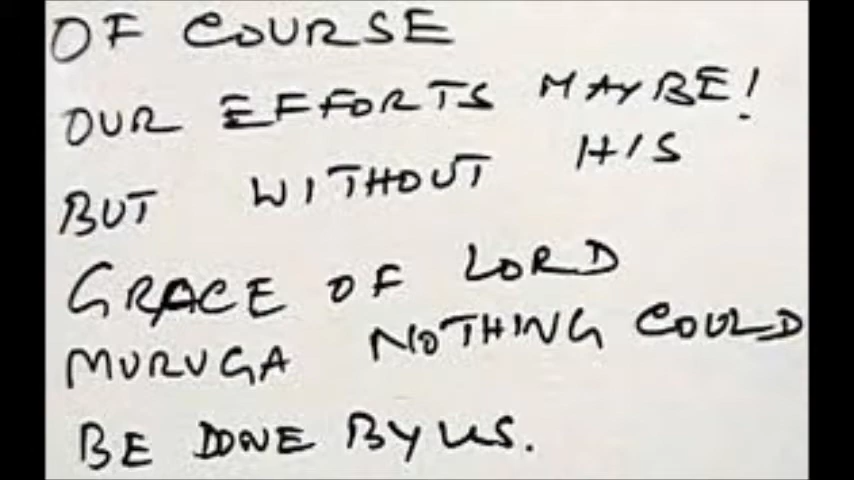 OF COURSE
OUR EFFORTS MAYBE!
BUT WITHOUT HIS
GRACE OF LORD
MURUGA NOTHING COULD
BE DONE BY US.